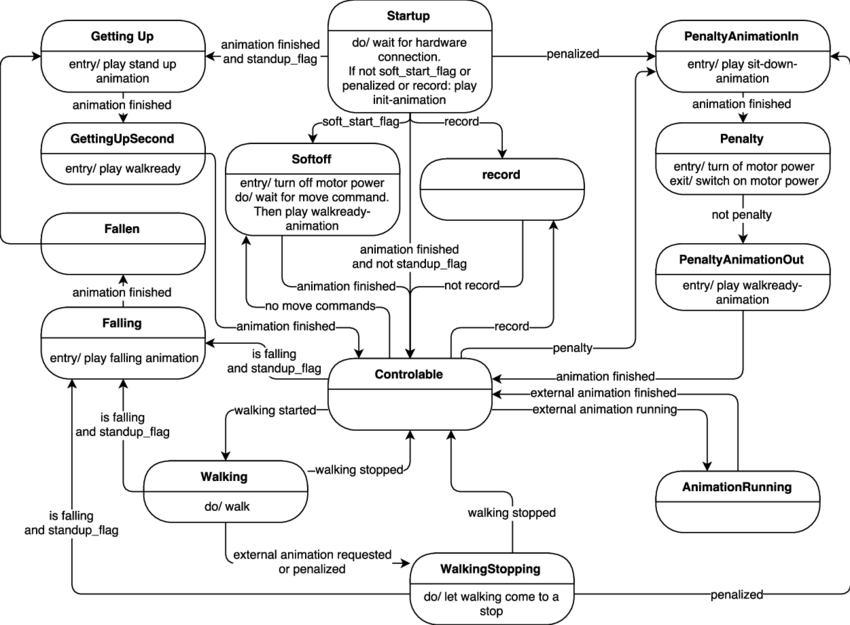 Startup
do/ wait for hardware
connection.
If not soft_start_flag or
penalized or record: play
init-animation
Getting Up
entry/ play stand up
animation
animation finished
and standup_flag
penalized
PenaltyAnimationIn
entry/ play sit-down-
animation
animation finished
animation finished
GettingUpSecond
entry/ play walkready
soft_start_flag
record
Softoff
entry/ turn off motor power
do/ wait for move command.
Then play walkready-
animation
record
Penalty
entry/ turn of motor power
exit/ switch on motor power
not penalty
Fallen
animation finished
and not standup_flag
PenaltyAnimationOut
entry/ play walkready-
animation
animation finished
animation finished
not record
no move commands
Falling
entry/ play falling animation
animation finished
record
is falling
and standup_flag
penalty
Controlable
animation finished
external animation finished
external animation running
walking started
is falling
and standup_flag
Walking
do/ walk
walking stopped
AnimationRunning
is falling
and standup_flag
walking stopped
external animation requested
or penalized
WalkingStopping
do/ let walking come to a
stop
penalized